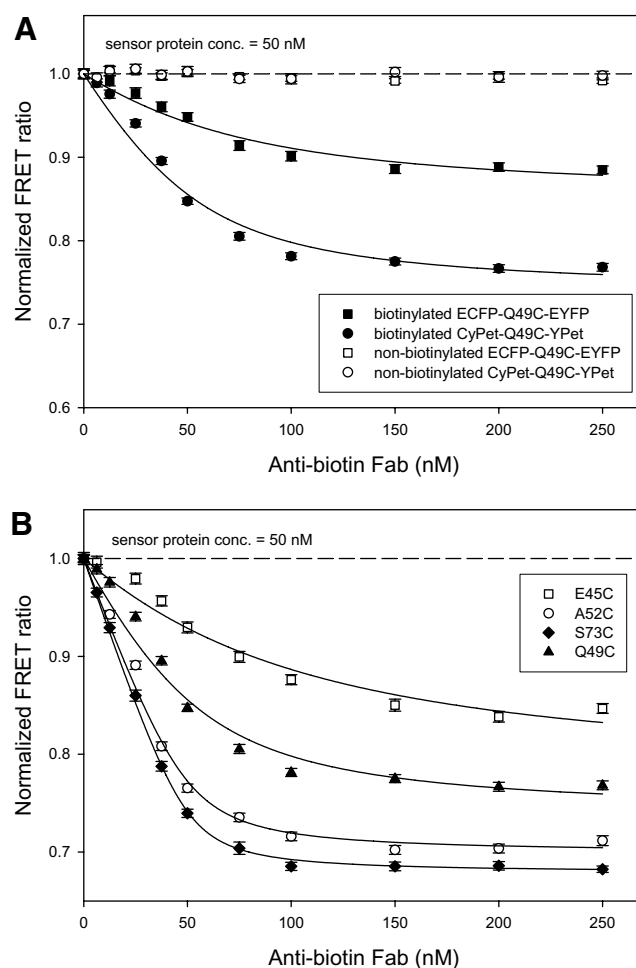 A
sensor protein conc. = 50 nM
1.0
0.9
0.8
0.7
0.6
Normalized FRET ratio
biotinylated ECFP-Q49C-EYFP
biotinylated CyPet-Q49C-YPet
non-biotinylated ECFP-Q49C-EYFP
non-biotinylated CyPet-Q49C-YPet
0 50 100 150 200 250
Anti-biotin Fab (nM)
B
sensor protein conc. = 50 nM
1.0
0.9
0.8
0.7
Normalized FRET ratio
E45C
A52C
S73C
Q49C
0 50 100 150 200 250
Anti-biotin Fab (nM)